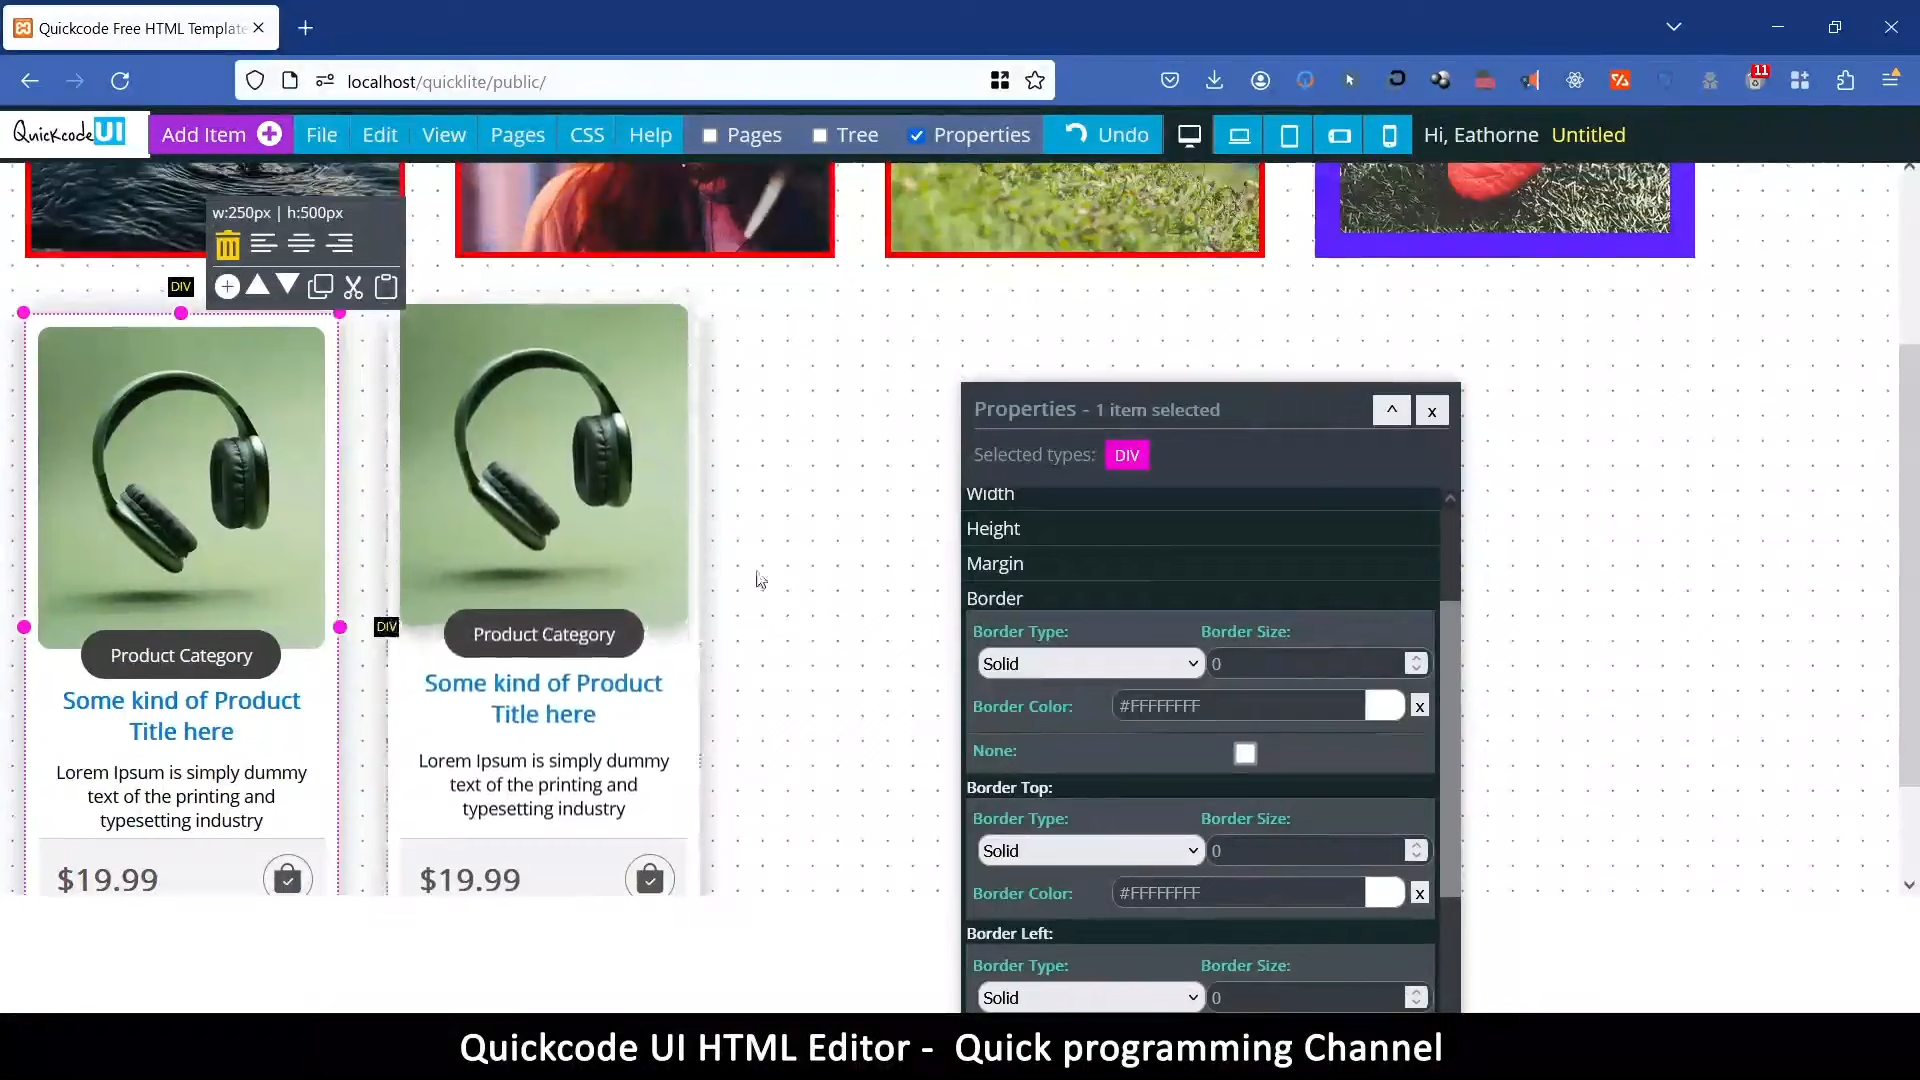 Quickcode Free HTML Template
localhost/quicklite/public/
11
Quickcode UI
Add Item
File
Edit
View
Pages
CSS
Help
Pages
Tree
Properties
Undo
Hi, Eathorne
Untitled
w:250px | h:500px
DIV
Product Category
Some kind of Product
Title here
Lorem Ipsum is simply dummy
text of the printing and
typesetting industry
$19.99
DIV
Product Category
Some kind of Product
Title here
Lorem Ipsum is simply dummy
text of the printing and
typesetting industry
$19.99
Properties - 1 item selected
^
x
Selected types: DIV
Width
Height
Margin
Border
Border Type: Border Size:
Solid 0
Border Color: #FFFFFFFF x
None:
Border Top:
Border Type: Border Size:
Solid 0
Border Color: #FFFFFFFF x
Border Left:
Border Type: Border Size:
Solid 0
Quickcode UI HTML Editor - Quick programming Channel